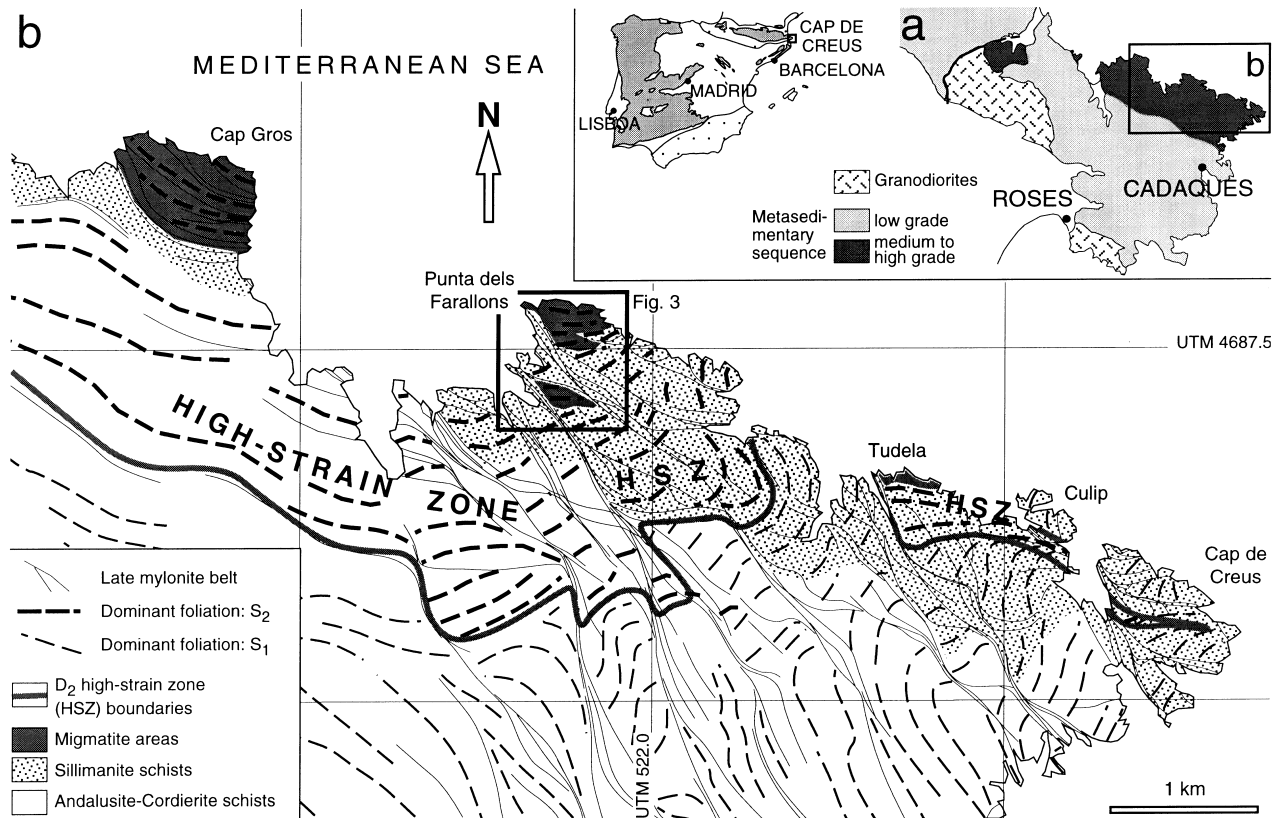 b
MEDITERRANEAN SEA
N
Cap Gros
CAP DE
CREUS
BARCELONA
MADRID
LISBOA
a
b
Granodiorites
Metasedi-
mentary
sequence
low grade
medium to
high grade
ROSES
CADAQUÉS
Punta dels
Farallons
Fig. 3
UTM 4687.5
HIGH-STRAIN ZONE
HSZ
Tudela
HSZ
Culip
Cap de
Creus
UTM 522.0
1 km
Late mylonite belt
Dominant foliation: S2
Dominant foliation: S1
D2 high-strain zone
(HSZ) boundaries
Migmatite areas
Sillimanite schists
Andalusite-Cordierite schists